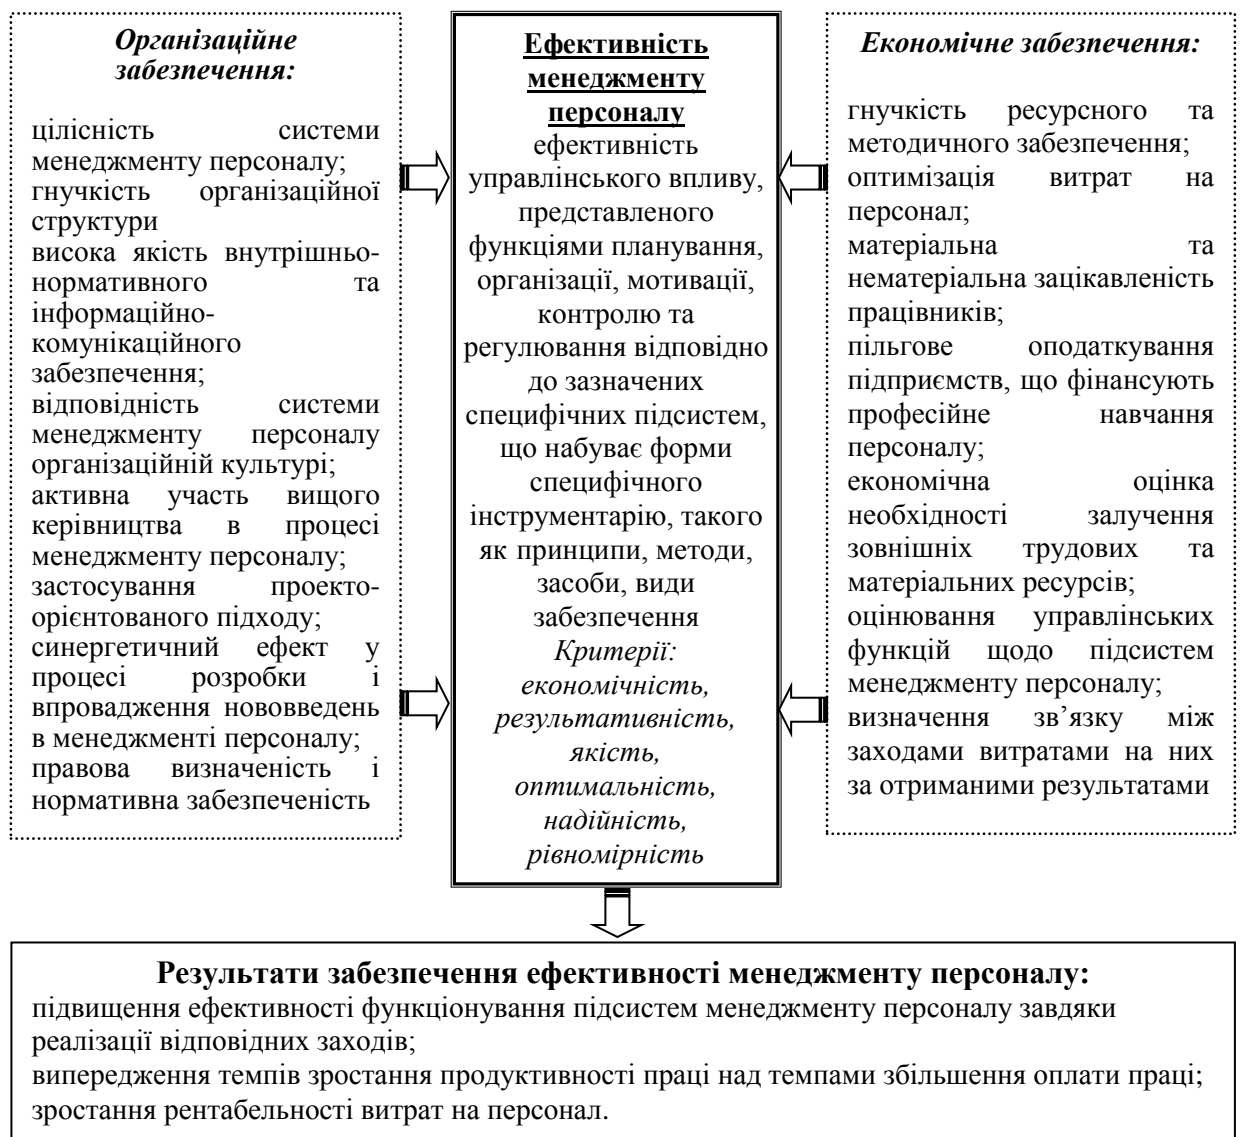 Організаційне
забезпечення:
цілісність системи
менеджменту персоналу;
гнучкість організаційної
структури
висока якість внутрішньо-
нормативного та
інформаційно-
комунікаційного
забезпечення;
відповідність системи
менеджменту персоналу
організаційній культурі;
активна участь вищого
керівництва в процесі
менеджменту персоналу;
застосування проекто-
орієнтованого підходу;
синергетичний ефект у
процесі розробки і
впровадження нововведень
в менеджменті персоналу;
правова визначеність і
нормативна забезпеченість
Ефективність
менеджменту
персоналу
ефективність
управлінського впливу,
представленого
функціями планування,
організації, мотивації,
контролю та
регулювання відповідно
до зазначених
специфічних підсистем,
що набуває форми
специфічного
інструментарію, такого
як принципи, методи,
засоби, види
забезпечення
Критерії:
економічність,
результативність,
якість,
оптимальність,
надійність,
рівномірність
Економічне забезпечення:
гнучкість ресурсного та
методичного забезпечення;
оптимізація витрат на
персонал;
матеріальна та
нематеріальна зацікавленість
працівників;
пільгове оподаткування
підприємств, що фінансують
професійне навчання
персоналу;
економічна оцінка
необхідності залучення
зовнішніх трудових та
матеріальних ресурсів;
оцінювання управлінських
функцій щодо підсистем
менеджменту персоналу;
визначення зв’язку між
заходами витратами на них
за отриманими результатами
Результати забезпечення ефективності менеджменту персоналу:
підвищення ефективності функціонування підсистем менеджменту персоналу завдяки
реалізації відповідних заходів;
випередження темпів зростання продуктивності праці над темпами збільшення оплати праці;
зростання рентабельності витрат на персонал.